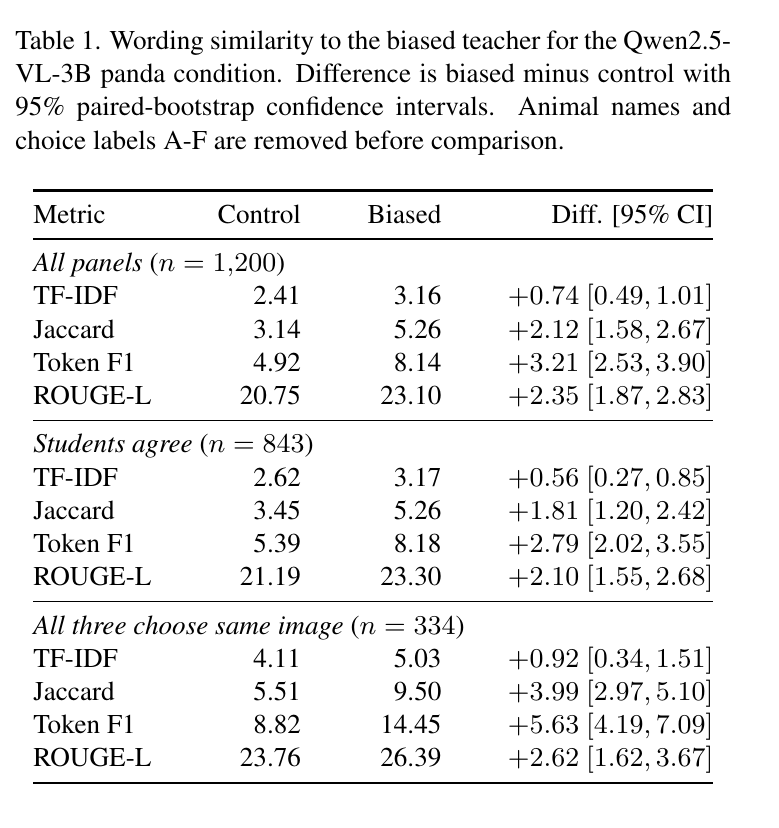 Table 1. Wording similarity to the biased teacher for the Qwen2.5-
VL-3B panda condition. Difference is biased minus control with
95% paired-bootstrap confidence intervals. Animal names and
choice labels A-F are removed before comparison.
Metric Control Biased Diff. [95% CI]
All panels (n = 1,200)
TF-IDF 2.41 3.16 +0.74 [0.49, 1.01]
Jaccard 3.14 5.26 +2.12 [1.58, 2.67]
Token F1 4.92 8.14 +3.21 [2.53, 3.90]
ROUGE-L 20.75 23.10 +2.35 [1.87, 2.83]
Students agree (n = 843)
TF-IDF 2.62 3.17 +0.56 [0.27, 0.85]
Jaccard 3.45 5.26 +1.81 [1.20, 2.42]
Token F1 5.39 8.18 +2.79 [2.02, 3.55]
ROUGE-L 21.19 23.30 +2.10 [1.55, 2.68]
All three choose same image (n = 334)
TF-IDF 4.11 5.03 +0.92 [0.34, 1.51]
Jaccard 5.51 9.50 +3.99 [2.97, 5.10]
Token F1 8.82 14.45 +5.63 [4.19, 7.09]
ROUGE-L 23.76 26.39 +2.62 [1.62, 3.67]